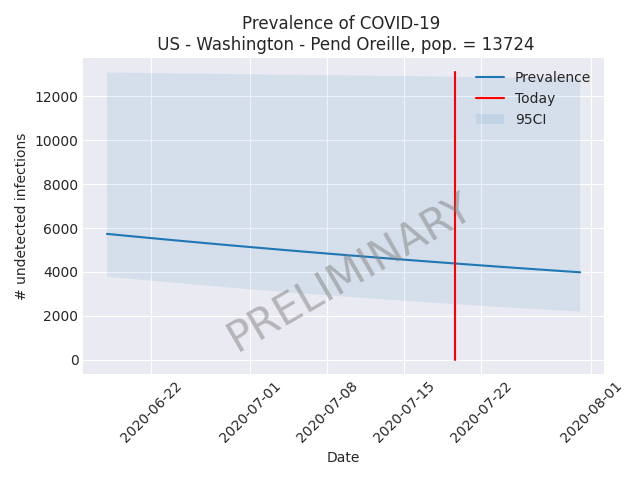 Prevalence of COVID-19
US - Washington - Pend Oreille, pop. = 13724
Prevalence
Today
95CI
12000
10000
8000
6000
4000
2000
0
# undetected infections
PRELIMINARY
2020-06-22
2020-07-01
2020-07-08
2020-07-15
2020-07-22
2020-08-01
Date